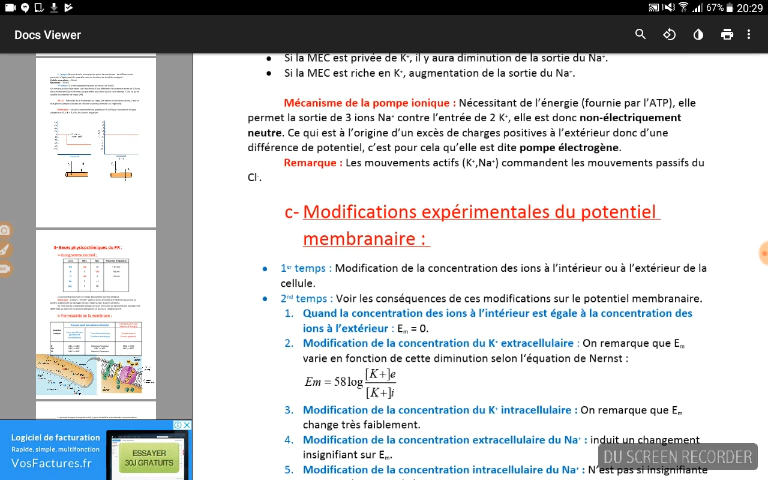 67% 20:29
Docs Viewer
Si la MEC est privée de K⁺, il y aura diminution de la sortie du Na⁺.
Si la MEC est riche en K⁺, augmentation de la sortie du Na⁺.
Mécanisme de la pompe ionique : Nécessitant de l'énergie (fournie par l'ATP), elle
permet la sortie de 3 ions Na⁺ contre l'entrée de 2 K⁺, elle est donc non-électriquement
neutre. Ce qui est à l'origine d'un excès de charges positives à l'extérieur donc d'une
différence de potentiel, c'est pour cela qu'elle est dite pompe électrogène.
Remarque : Les mouvements actifs (K⁺,Na⁺) commandent les mouvements passifs du
Cl⁻.
c- Modifications expérimentales du potentiel
membranaire :
1er temps : Modification de la concentration des ions à l'intérieur ou à l'extérieur de la
cellule.
2nd temps : Voir les conséquences de ces modifications sur le potentiel membranaire.
1. Quand la concentration des ions à l'intérieur est égale à la concentration des
ions à l'extérieur : Em = 0.
2. Modification de la concentration du K⁺ extracellulaire : On remarque que Em
varie en fonction de cette diminution selon l'équation de Nernst :
Em = 58log [K+]e / [K+]i
3. Modification de la concentration du K⁺ intracellulaire : On remarque que Em
change très faiblement.
4. Modification de la concentration extracellulaire du Na⁺ : induit un changement
insignifiant sur Em.
5. Modification de la concentration intracellulaire du Na⁺ : N'est pas si insignifiante
Logiciel de facturation
Rapide, simple, multifonction
VosFactures.fr
ESSAYER
30J GRATUITS
DU SCREEN RECORDER